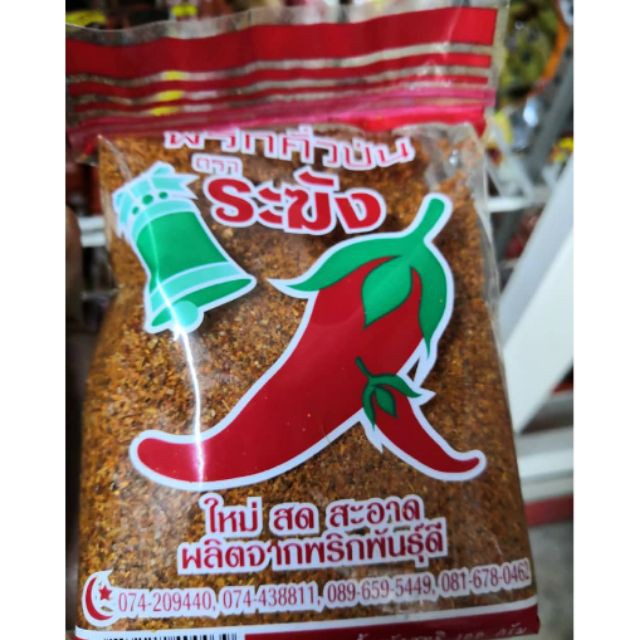 พริกคั่วป่น
ตรา
ระฆัง
ใหม่ สด สะอาด
ผลิตจากพริกพันธุ์ดี
074-209440, 074-438811, 089-659-5449, 081-678-0462